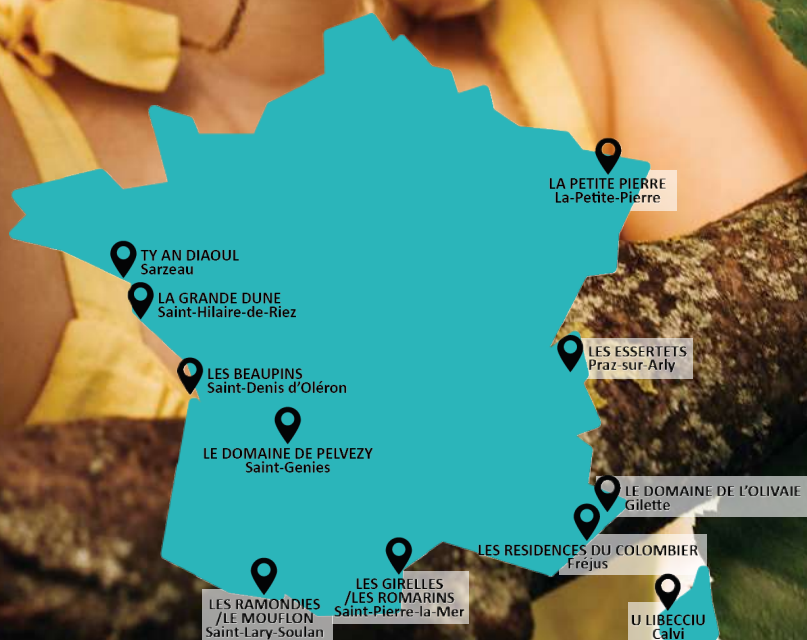 LA PETITE PIERRE
La-Petite-Pierre
TY AN DIAOUL
Sarzeau
LA GRANDE DUNE
Saint-Hilaire-de-Riez
LES ESSERTETS
Praz-sur-Arly
LES BEAUPINS
Saint-Denis d'Oléron
LE DOMAINE DE PELVEZY
Saint-Genies
LE DOMAINE DE L'OLIVAIE
Gilette
LES RESIDENCES DU COLOMBIER
Fréjus
LES GIRELLES
/LES ROMARINS
Saint-Pierre-la-Mer
LES RAMONDIES
/LE MOUFLON
Saint-Lary-Soulan
U LIBECCIU
Calvi